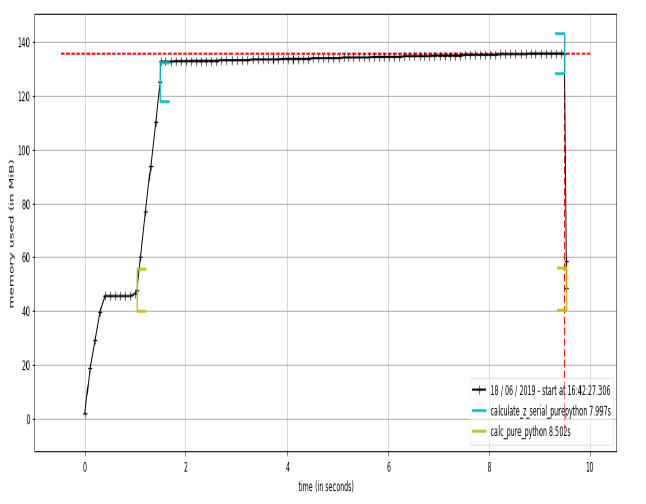 memory used (in MiB)
140
120
100
80
60
40
20
0
18 / 06 / 2019 - start at 16:42:27.306
calculate_z_serial_purepython 7.997s
calc_pure_python 8.502s
0 2 4 6 8 10
time (in seconds)